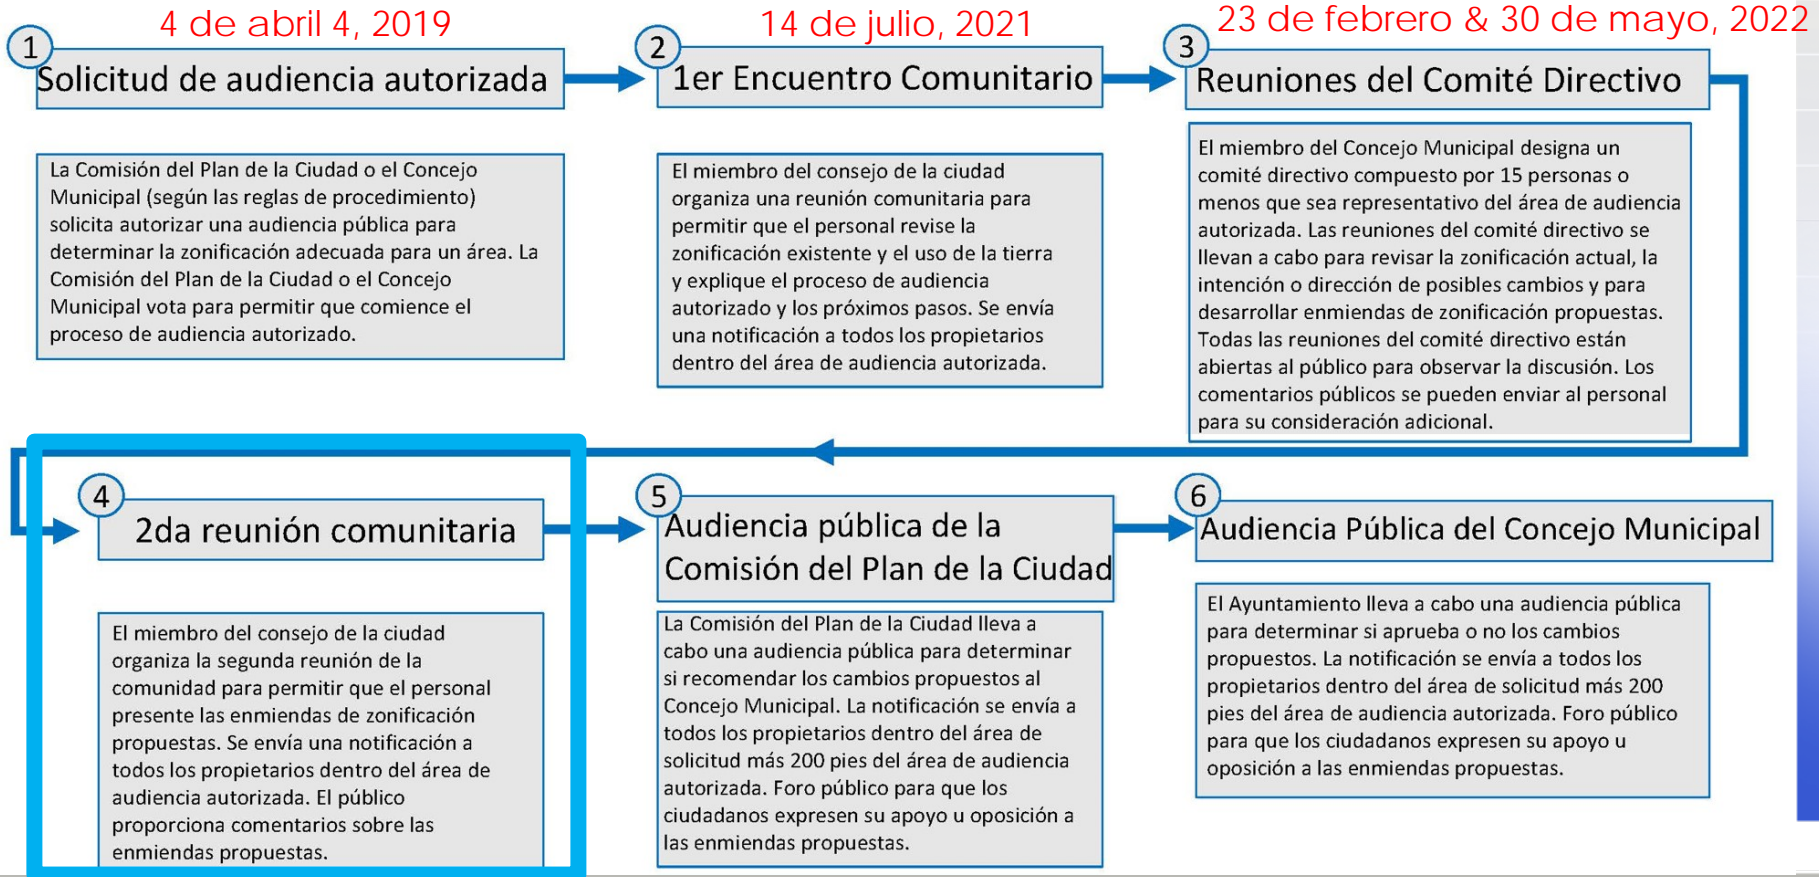 4 de abril 4, 2019
1
Solicitud de audiencia autorizada
La Comisión del Plan de la Ciudad o el Concejo
Municipal (según las reglas de procedimiento)
solicita autorizar una audiencia pública para
determinar la zonificación adecuada para un área. La
Comisión del Plan de la Ciudad o el Concejo
Municipal vota para permitir que comience el
proceso de audiencia autorizado.
14 de julio, 2021
2
1er Encuentro Comunitario
El miembro del consejo de la ciudad
organiza una reunión comunitaria para
permitir que el personal revise la
zonificación existente y el uso de la tierra
y explique el proceso de audiencia
autorizado y los próximos pasos. Se envía
una notificación a todos los propietarios
dentro del área de audiencia autorizada.
23 de febrero & 30 de mayo, 2022
3
Reuniones del Comité Directivo
El miembro del Concejo Municipal designa un
comité directivo compuesto por 15 personas o
menos que sea representativo del área de audiencia
autorizada. Las reuniones del comité directivo se
llevan a cabo para revisar la zonificación actual, la
intención o dirección de posibles cambios y para
desarrollar enmiendas de zonificación propuestas.
Todas las reuniones del comité directivo están
abiertas al público para observar la discusión. Los
comentarios públicos se pueden enviar al personal
para su consideración adicional.
4
2da reunión comunitaria
El miembro del consejo de la ciudad
organiza la segunda reunión de la
comunidad para permitir que el personal
presente las enmiendas de zonificación
propuestas. Se envía una notificación a
todos los propietarios dentro del área de
audiencia autorizada. El público
proporciona comentarios sobre las
enmiendas propuestas.
5
Audiencia pública de la
Comisión del Plan de la Ciudad
La Comisión del Plan de la Ciudad lleva a
cabo una audiencia pública para determinar
si recomendar los cambios propuestos al
Concejo Municipal. La notificación se envía a
todos los propietarios dentro del área de
solicitud más 200 pies del área de audiencia
autorizada. Foro público para que los
ciudadanos expresen su apoyo u oposición a
las enmiendas propuestas.
6
Audiencia Pública del Concejo Municipal
El Ayuntamiento lleva a cabo una audiencia pública
para determinar si aprueba o no los cambios
propuestos. La notificación se envía a todos los
propietarios dentro del área de solicitud más 200
pies del área de audiencia autorizada. Foro público
para que los ciudadanos expresen su apoyo u
oposición a las enmiendas propuestas.